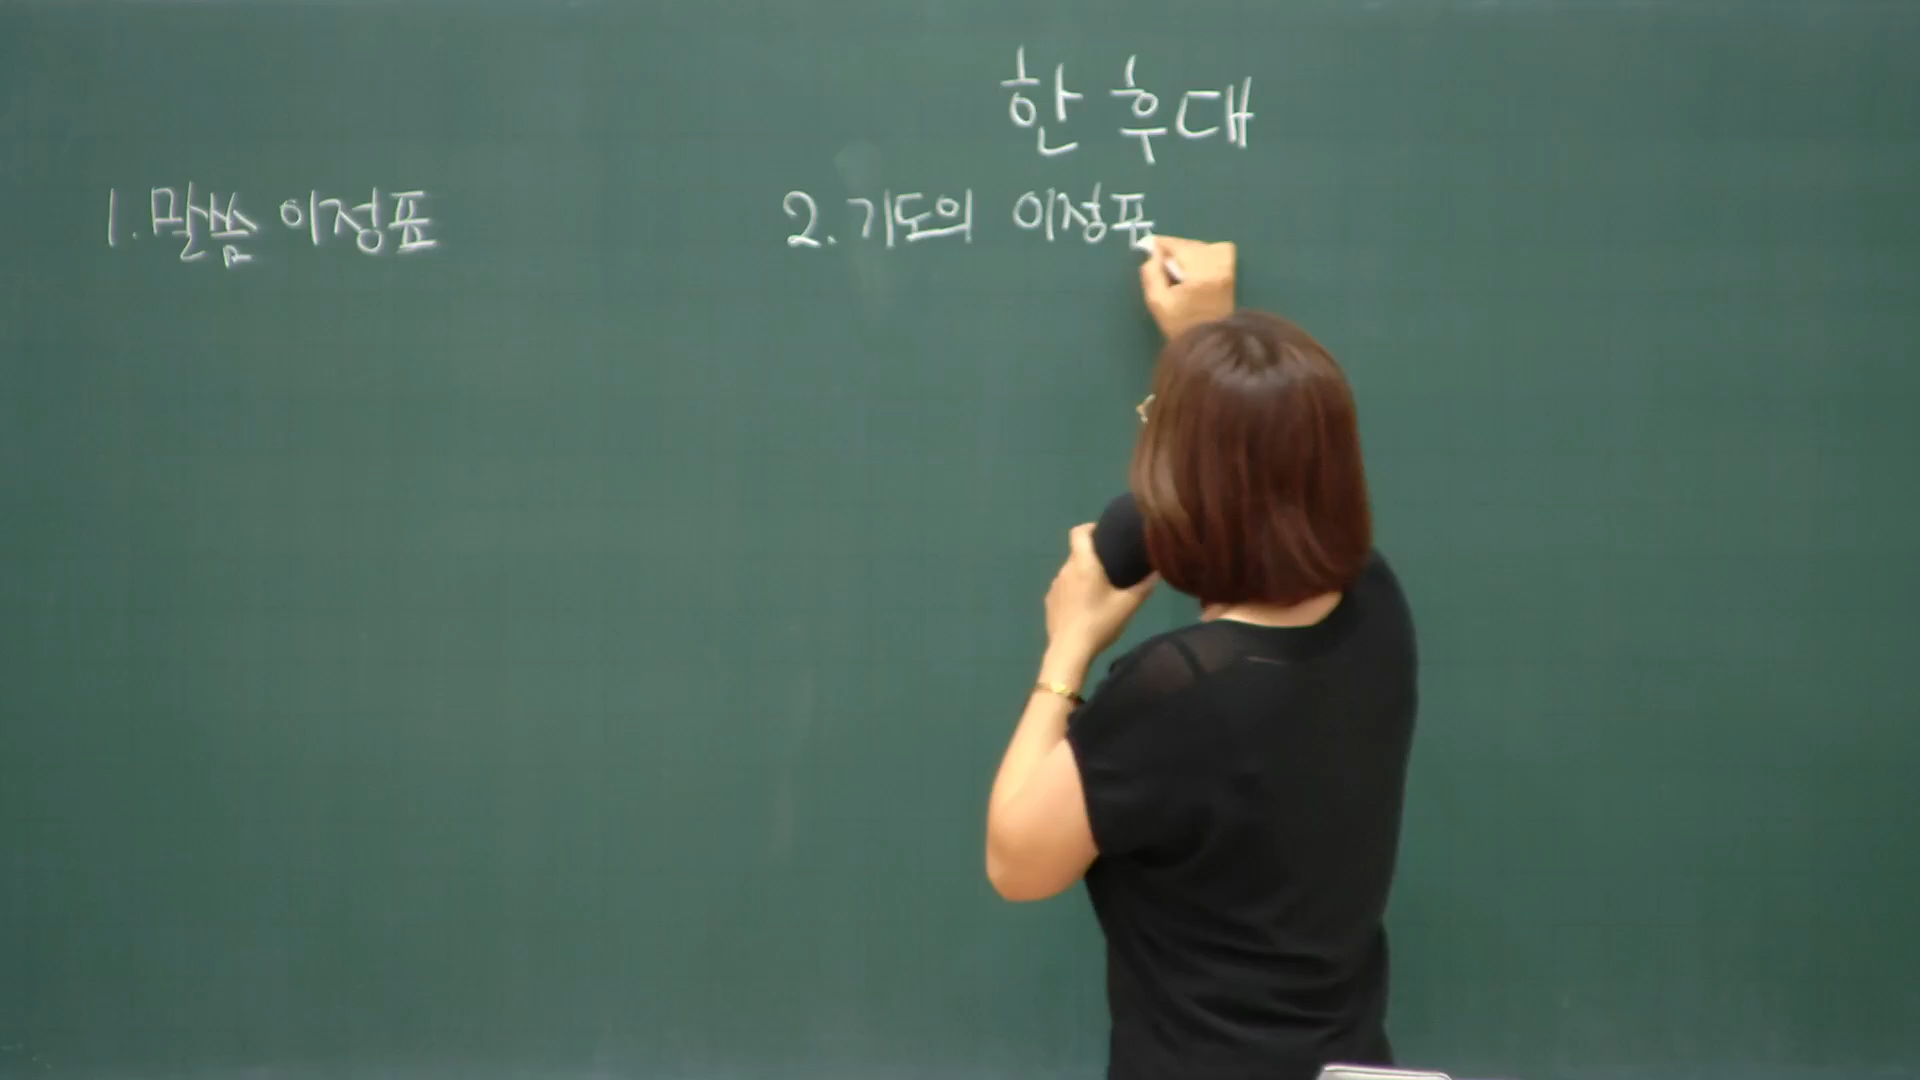 한 후대
1. 말씀 이정표
2. 기도의 이정표